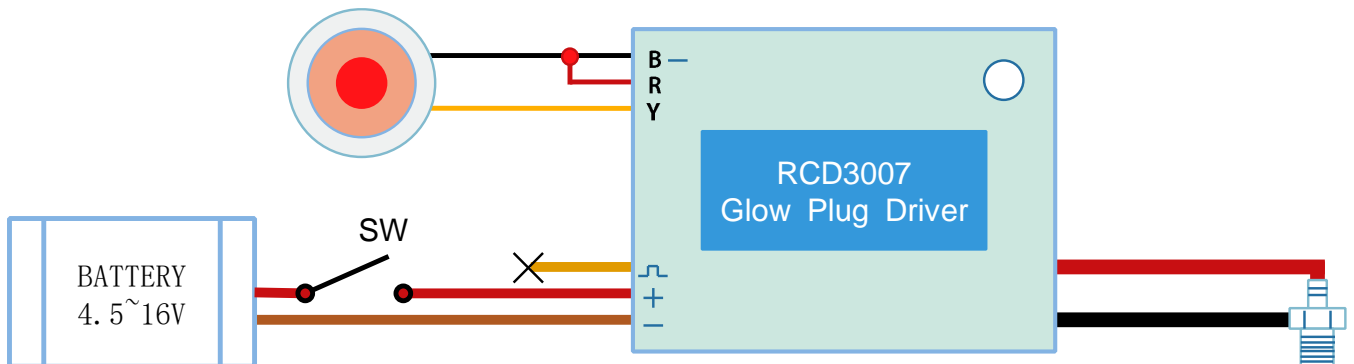 B —
R
Y
RCD3007
Glow Plug Driver
SW
BATTERY
4.5~16V
+
−